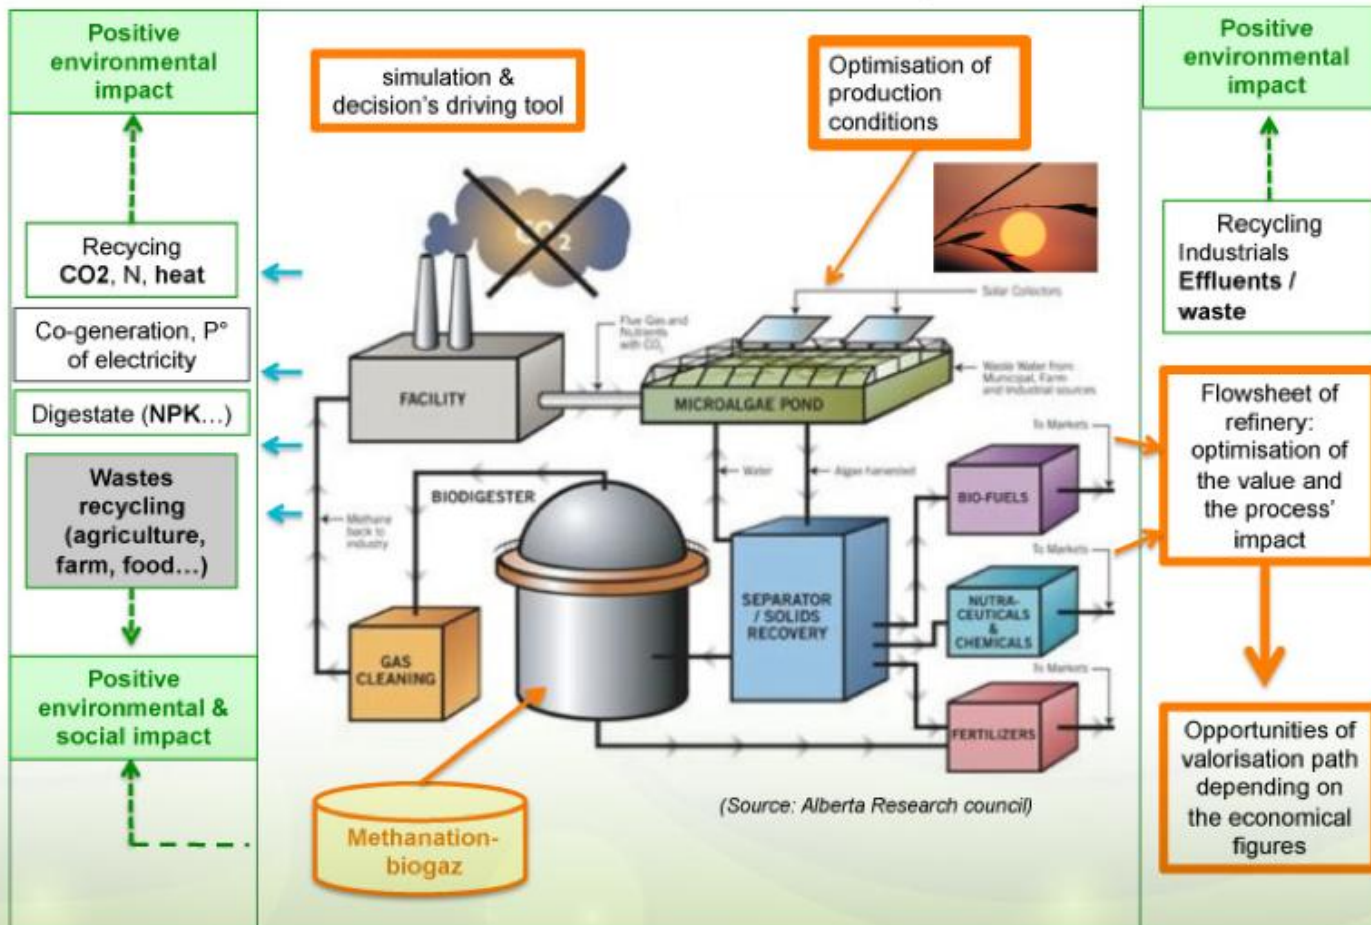 Positive
environmental
impact
Recycing
CO2, N, heat
Co-generation, P°
of electricity
Digestate (NPK...)
Wastes
recycling
(agriculture,
farm, food...)
Positive
environmental &
social impact
simulation &
decision's driving tool
Optimisation of
production
conditions
CO2
Solar Collectors
Flue Gas and
Nutrients
with CO2
FACILITY
MICROALGAE POND
Waste Water from
Municipal, Farm
and Industrial sources
Water
Algae harvested
BIODIGESTER
Methane
back to
industry
GAS
CLEANING
SEPARATOR
/ SOLIDS
RECOVERY
To Markets
BIO-FUELS
To Markets
NUTRA-
CEUTICALS
&
CHEMICALS
To Markets
FERTILIZERS
Methanation-
biogaz
(Source: Alberta Research council)
Positive
environmental
impact
Recycling
Industrials
Effluents /
waste
Flowsheet of
refinery:
optimisation of
the value and
the process'
impact
Opportunities of
valorisation path
depending on
the economical
figures